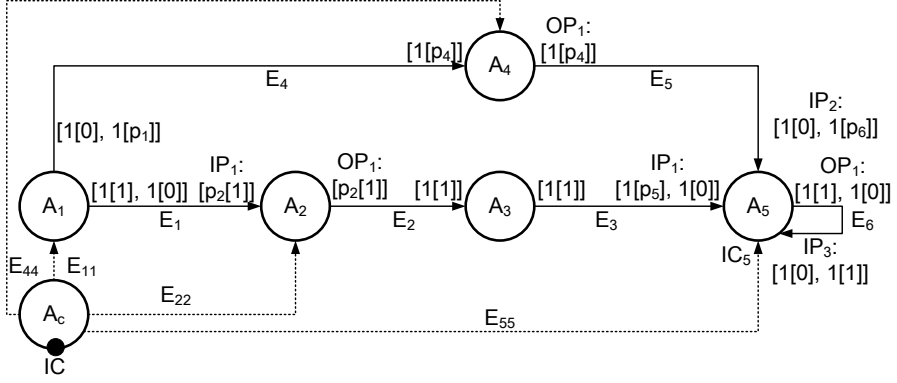 OP₁:
[1[p₄]]
A₄
[1[p₄]]
E₄
E₅
IP₂:
[1[0], 1[p₆]]
[1[0], 1[p₁]]
IP₁:
[p₂[1]]
OP₁:
[p₂[1]]
IP₁:
[1[p₅], 1[0]]
OP₁:
[1[1], 1[0]]
A₁
[1[1], 1[0]]
E₁
A₂
[1[1]]
E₂
A₃
[1[1]]
E₃
A₅
E₆
IC₅
IP₃:
[1[0], 1[1]]
E₄₄
E₁₁
E₂₂
A꜀
E₅₅
IC